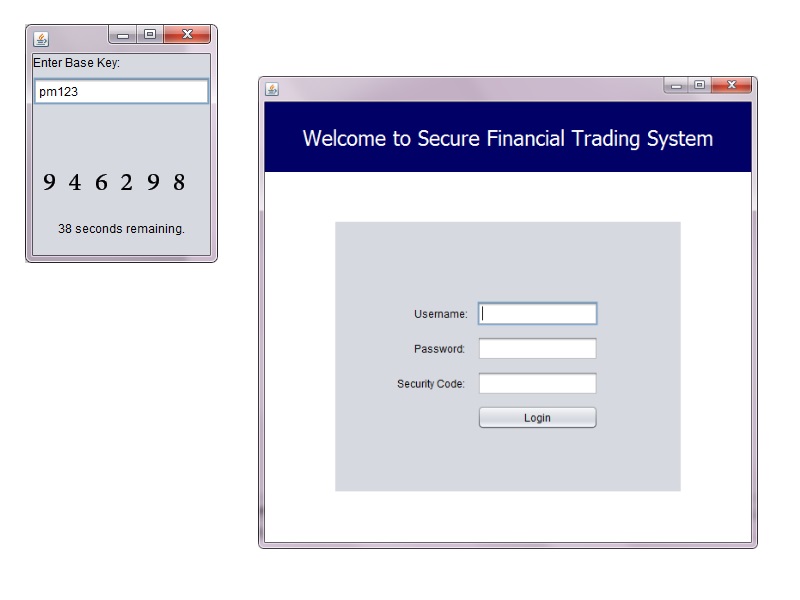 Enter Base Key:
pm123
9 4 6 2 9 8
38 seconds remaining.
Welcome to Secure Financial Trading System
Username:
Password:
Security Code:
Login